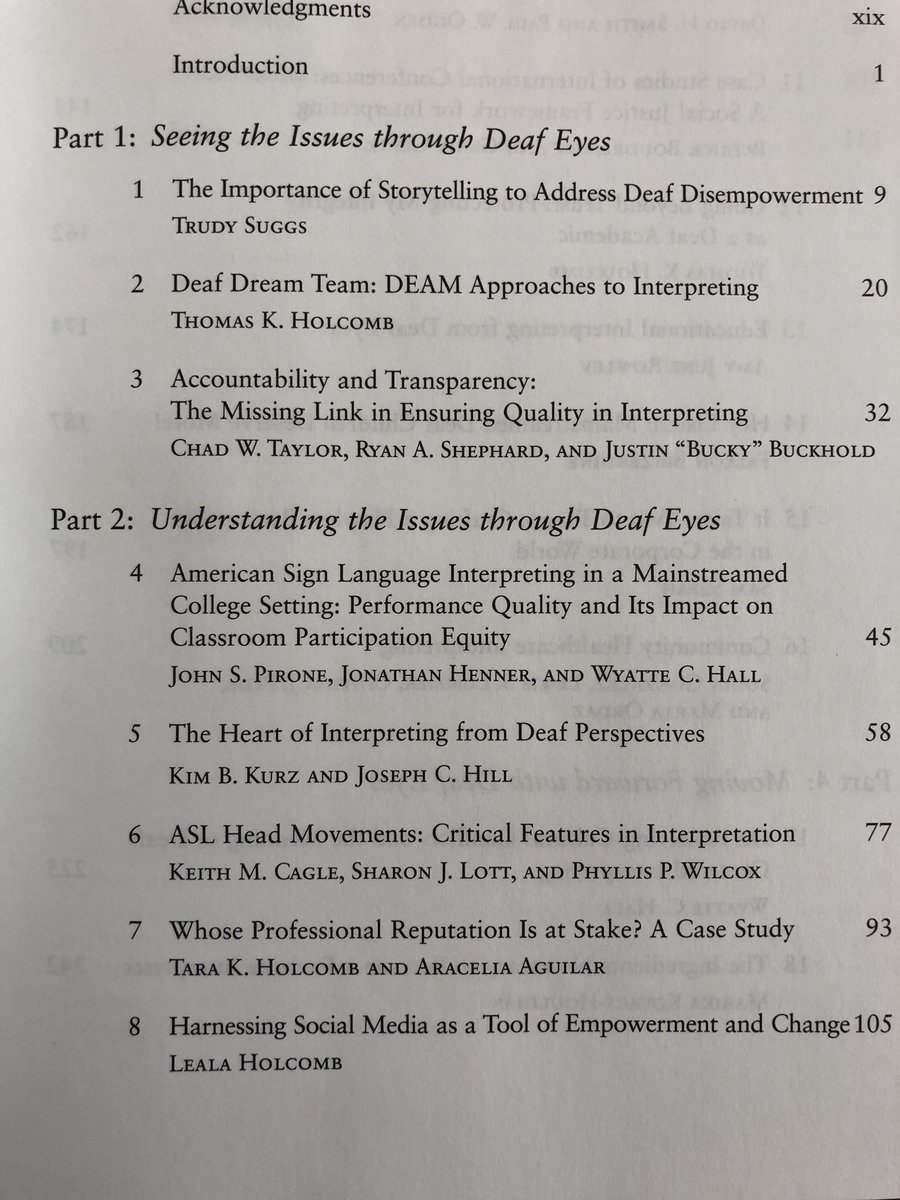 Acknowledgments xix
Introduction 1
Part 1: Seeing the Issues through Deaf Eyes
1 The Importance of Storytelling to Address Deaf Disempowerment 9
Trudy Suggs
2 Deaf Dream Team: DEAM Approaches to Interpreting 20
Thomas K. Holcomb
3 Accountability and Transparency:
The Missing Link in Ensuring Quality in Interpreting 32
Chad W. Taylor, Ryan A. Shephard, and Justin “Bucky” Buckhold
Part 2: Understanding the Issues through Deaf Eyes
4 American Sign Language Interpreting in a Mainstreamed
College Setting: Performance Quality and Its Impact on
Classroom Participation Equity 45
John S. Pirone, Jonathan Henner, and Wyatte C. Hall
5 The Heart of Interpreting from Deaf Perspectives 58
Kim B. Kurz and Joseph C. Hill
6 ASL Head Movements: Critical Features in Interpretation 77
Keith M. Cagle, Sharon J. Lott, and Phyllis P. Wilcox
7 Whose Professional Reputation Is at Stake? A Case Study 93
Tara K. Holcomb and Aracelia Aguilar
8 Harnessing Social Media as a Tool of Empowerment and Change 105
Leala Holcomb